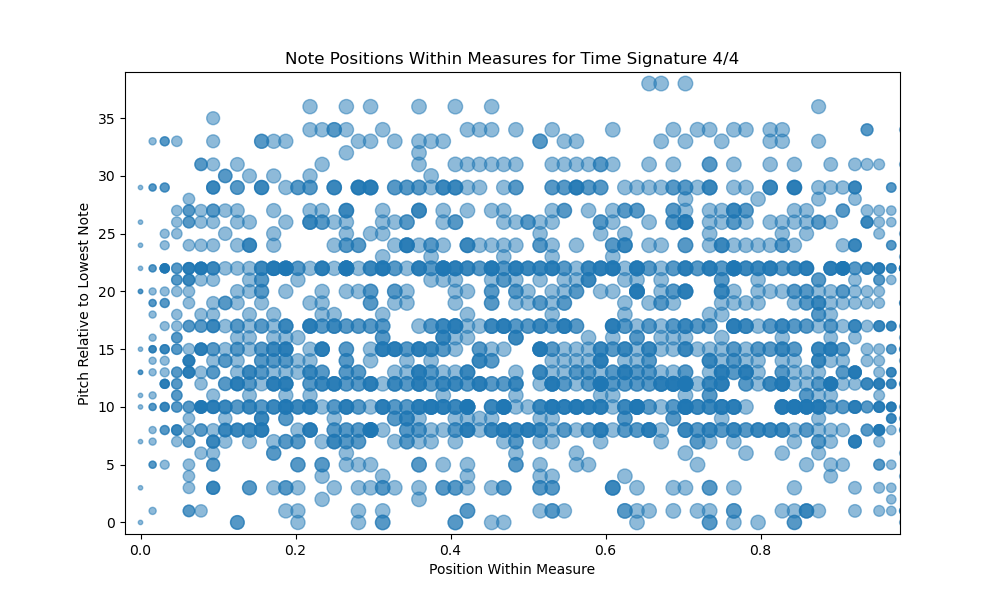 Note Positions Within Measures for Time Signature 4/4
Pitch Relative to Lowest Note
35
30
25
20
15
10
5
0
0.0 0.2 0.4 0.6 0.8
Position Within Measure